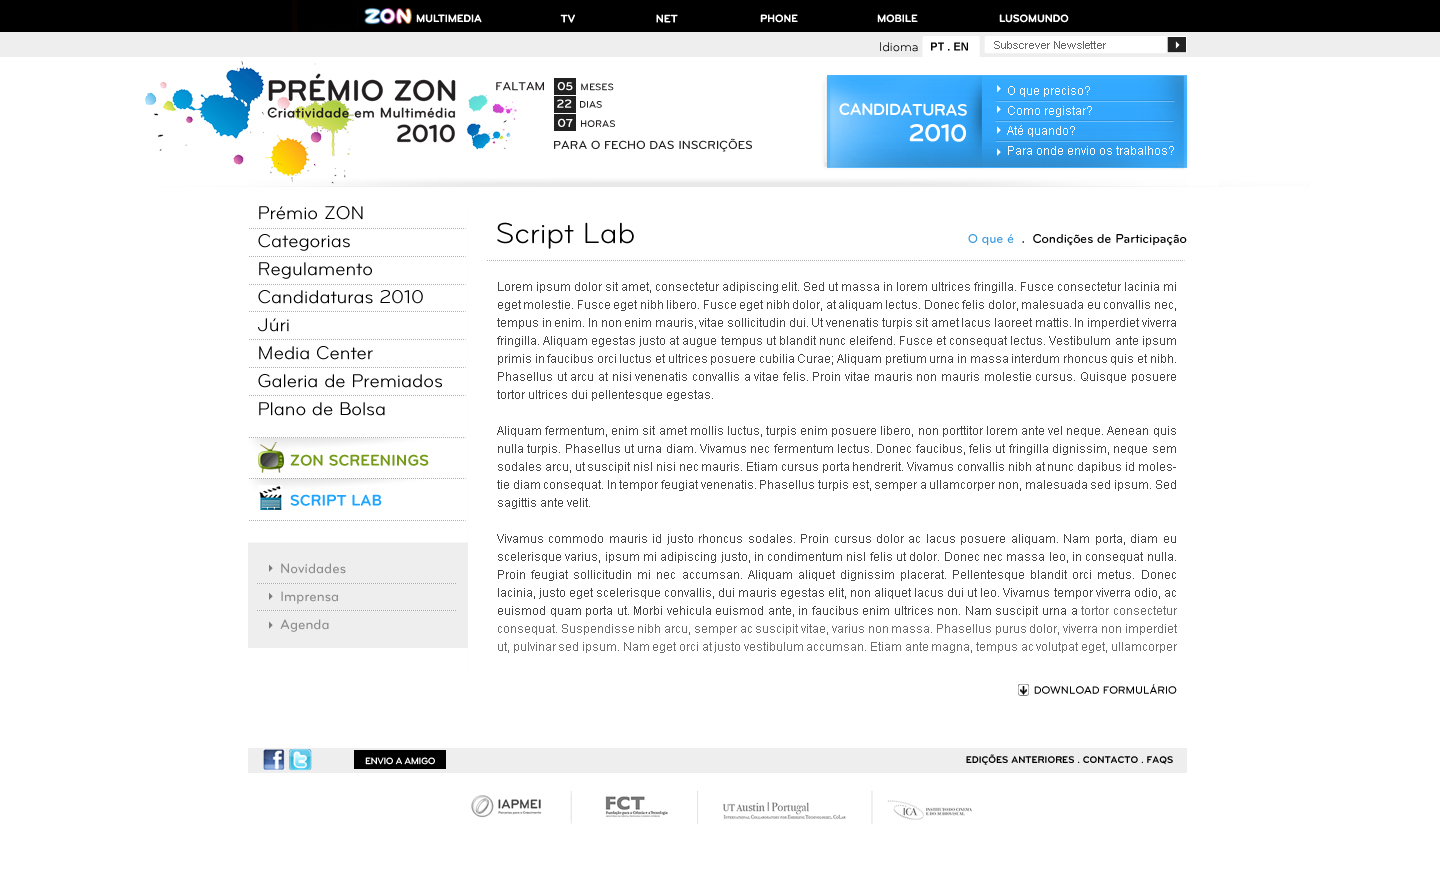 ZON MULTIMEDIA TV NET PHONE MOBILE LUSOMUNDO
Idioma PT . EN Subscrever Newsletter
PRÉMIO ZON
Criatividade em Multimédia
2010
FALTAM 05 MESES
22 DIAS
07 HORAS
PARA O FECHO DAS INSCRIÇÕES
CANDIDATURAS
2010
O que preciso?
Como registar?
Até quando?
Para onde envio os trabalhos?
Prémio ZON
Categorias
Regulamento
Candidaturas 2010
Júri
Media Center
Galeria de Premiados
Plano de Bolsa
ZON SCREENINGS
SCRIPT LAB
Novidades
Imprensa
Agenda
Script Lab
O que é . Condições de Participação
Lorem ipsum dolor sit amet, consectetur adipiscing elit. Sed ut massa in lorem ultrices fringilla. Fusce consectetur lacinia mi
eget molestie. Fusce eget nibh libero. Fusce eget nibh dolor, at aliquam lectus. Donec felis dolor, malesuada eu convallis nec,
tempus in enim. In non enim mauris, vitae sollicitudin dui. Ut venenatis turpis sit amet lacus laoreet mattis. In imperdiet viverra
fringilla. Aliquam egestas justo at augue tempus ut blandit nunc eleifend. Fusce et consequat lectus. Vestibulum ante ipsum
primis in faucibus orci luctus et ultrices posuere cubilia Curae; Aliquam pretium urna in massa interdum rhoncus quis et nibh.
Phasellus ut arcu at nisi venenatis convallis a vitae felis. Proin vitae mauris non mauris molestie cursus. Quisque posuere
tortor ultrices dui pellentesque egestas.
Aliquam fermentum, enim sit amet mollis luctus, turpis enim posuere libero, non porttitor lorem ante vel neque. Aenean quis
nulla turpis. Phasellus ut urna diam. Vivamus nec fermentum lectus. Donec faucibus, felis ut fringilla dignissim, neque sem
sodales arcu, ut suscipit nisl nisi nec mauris. Etiam cursus porta hendrerit. Vivamus convallis nibh at nunc dapibus id moles-
tie diam consequat. In tempor feugiat venenatis. Phasellus turpis est, semper a ullamcorper non, malesuada sed ipsum. Sed
sagittis ante velit.
Vivamus commodo mauris id justo rhoncus sodales. Proin cursus dolor ac lacus posuere aliquam. Nam porta, diam eu
scelerisque varius, ipsum mi adipiscing justo, in condimentum nisl felis ut dolor. Donec nec massa leo, in consequat nulla.
Proin feugiat sollicitudin mi nec accumsan. Aliquam aliquet dignissim placerat. Pellentesque blandit orci metus. Donec
lacinia, justo eget scelerisque convallis, dui mauris egestas elit, non aliquet lacus dui ut leo. Vivamus tempor viverra odio, ac
euismod quam porta ut. Morbi vehicula euismod ante, in faucibus enim ultrices non. Nam suscipit urna a tortor consectetur
consequat. Suspendisse nibh arcu, semper ac suscipit vitae, varius non massa. Phasellus purus dolor, viverra non imperdiet
ut, pulvinar sed ipsum. Nam eget orci at justo vestibulum accumsan. Etiam ante magna, tempus ac volutpat eget, ullamcorper
DOWNLOAD FORMULÁRIO
ENVIO A AMIGO
EDIÇÕES ANTERIORES . CONTACTO . FAQS
IAPMEI
FCT
Fundação para a Ciência e a Tecnologia
UT Austin | Portugal
International Collaboratory for Emerging Technologies, CoLab
ICA
INSTITUTO DO CINEMA
E DO AUDIOVISUAL